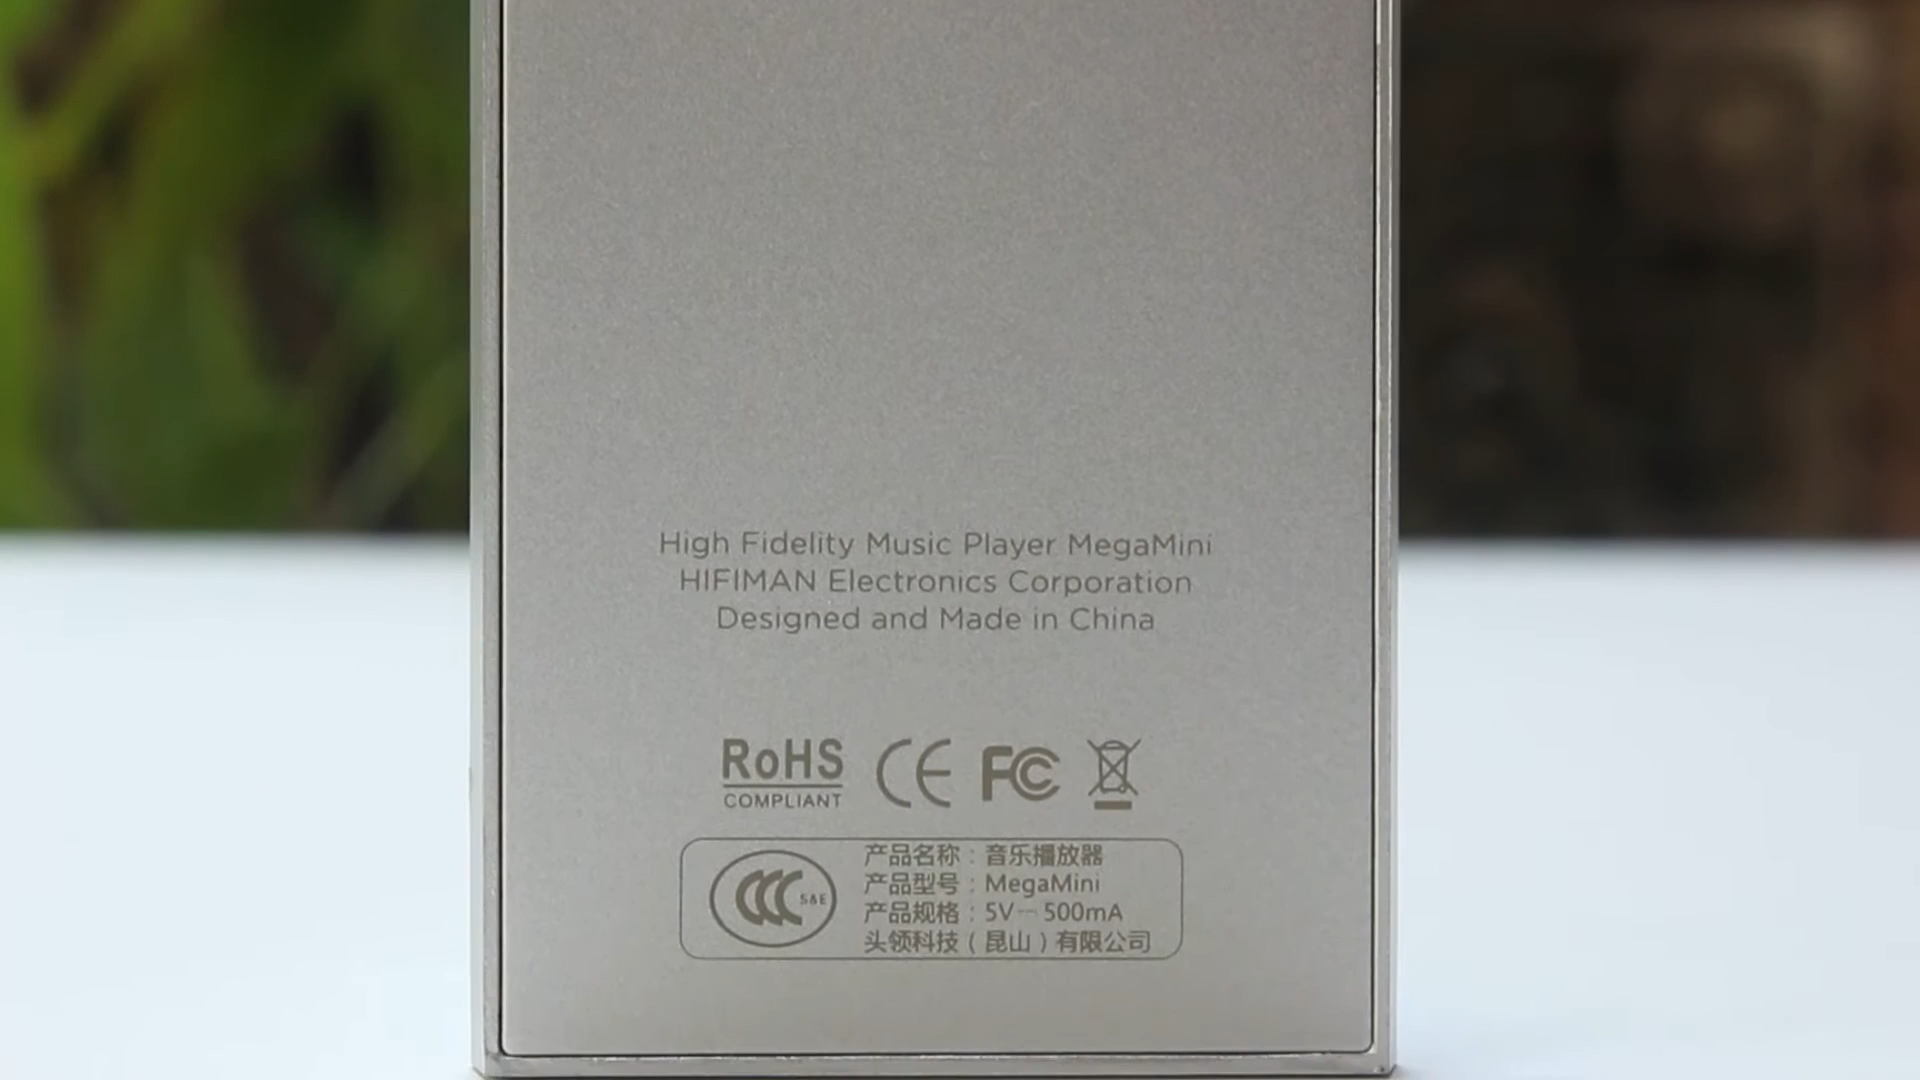 High Fidelity Music Player MegaMini
HIFIMAN Electronics Corporation
Designed and Made in China
RoHS
COMPLIANT
CE FC
CCC S&E
产品名称：音乐播放器
产品型号：MegaMini
产品规格：5V⎓500mA
头领科技（昆山）有限公司